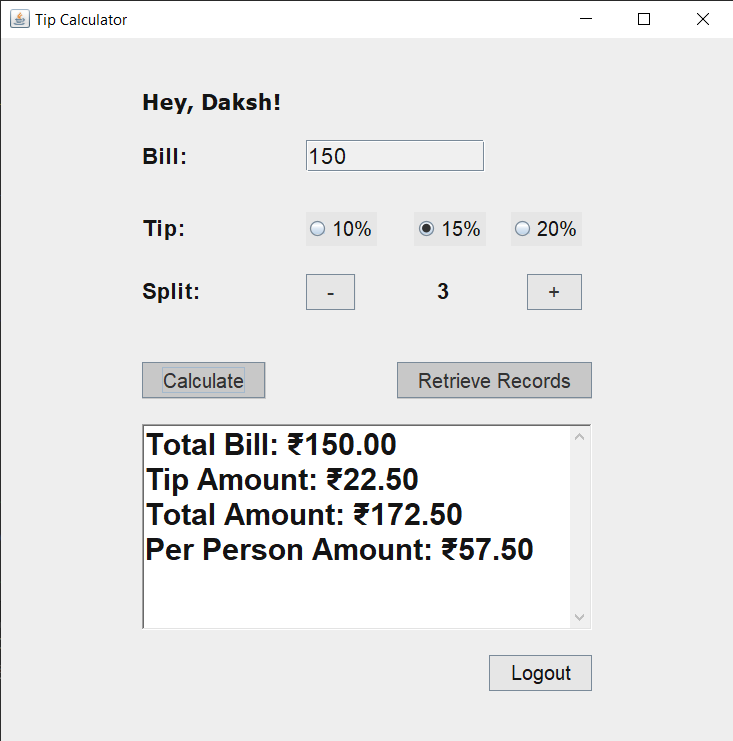 Tip Calculator
Hey, Daksh!
Bill: 150
Tip: 10% 15% 20%
Split: - 3 +
Calculate Retrieve Records
Total Bill: ₹150.00
Tip Amount: ₹22.50
Total Amount: ₹172.50
Per Person Amount: ₹57.50
Logout